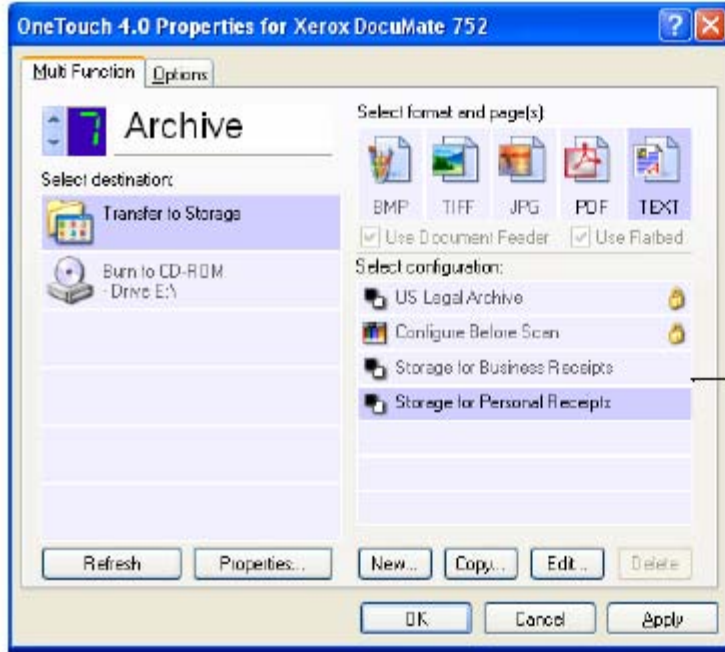 OneTouch 4.0 Properties for Xerox DocuMate 752
Multi Function
Options
7
Archive
Select destination:
Transfer to Storage
Burn to CD-ROM
- Drive E:\
Refresh
Properties...
Select format and page(s)
BMP
TIFF
JPG
PDF
TEXT
Use Document Feeder
Use Flatbed
Select configuration:
US Legal Archive
Configure Before Scan
Storage for Business Receipts
Storage for Personal Receipts
New...
Copy...
Edit...
Delete
OK
Cancel
Apply